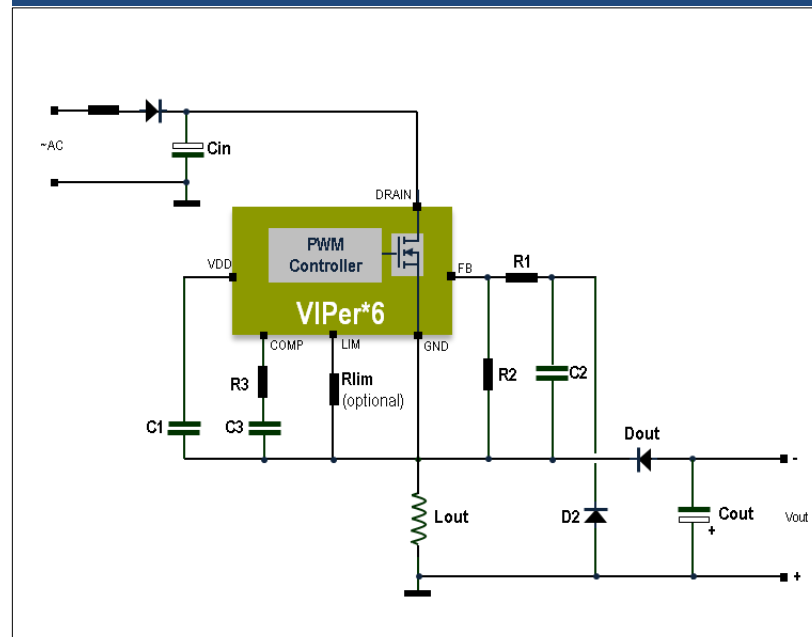 ~AC
Cin
DRAIN
PWM
Controller
VDD
FB
R1
VIPer*6
COMP
LIM
GND
R3
Rlim
(optional)
R2
C2
C1
C3
Dout
-
Lout
D2
Cout
+
Vout
+